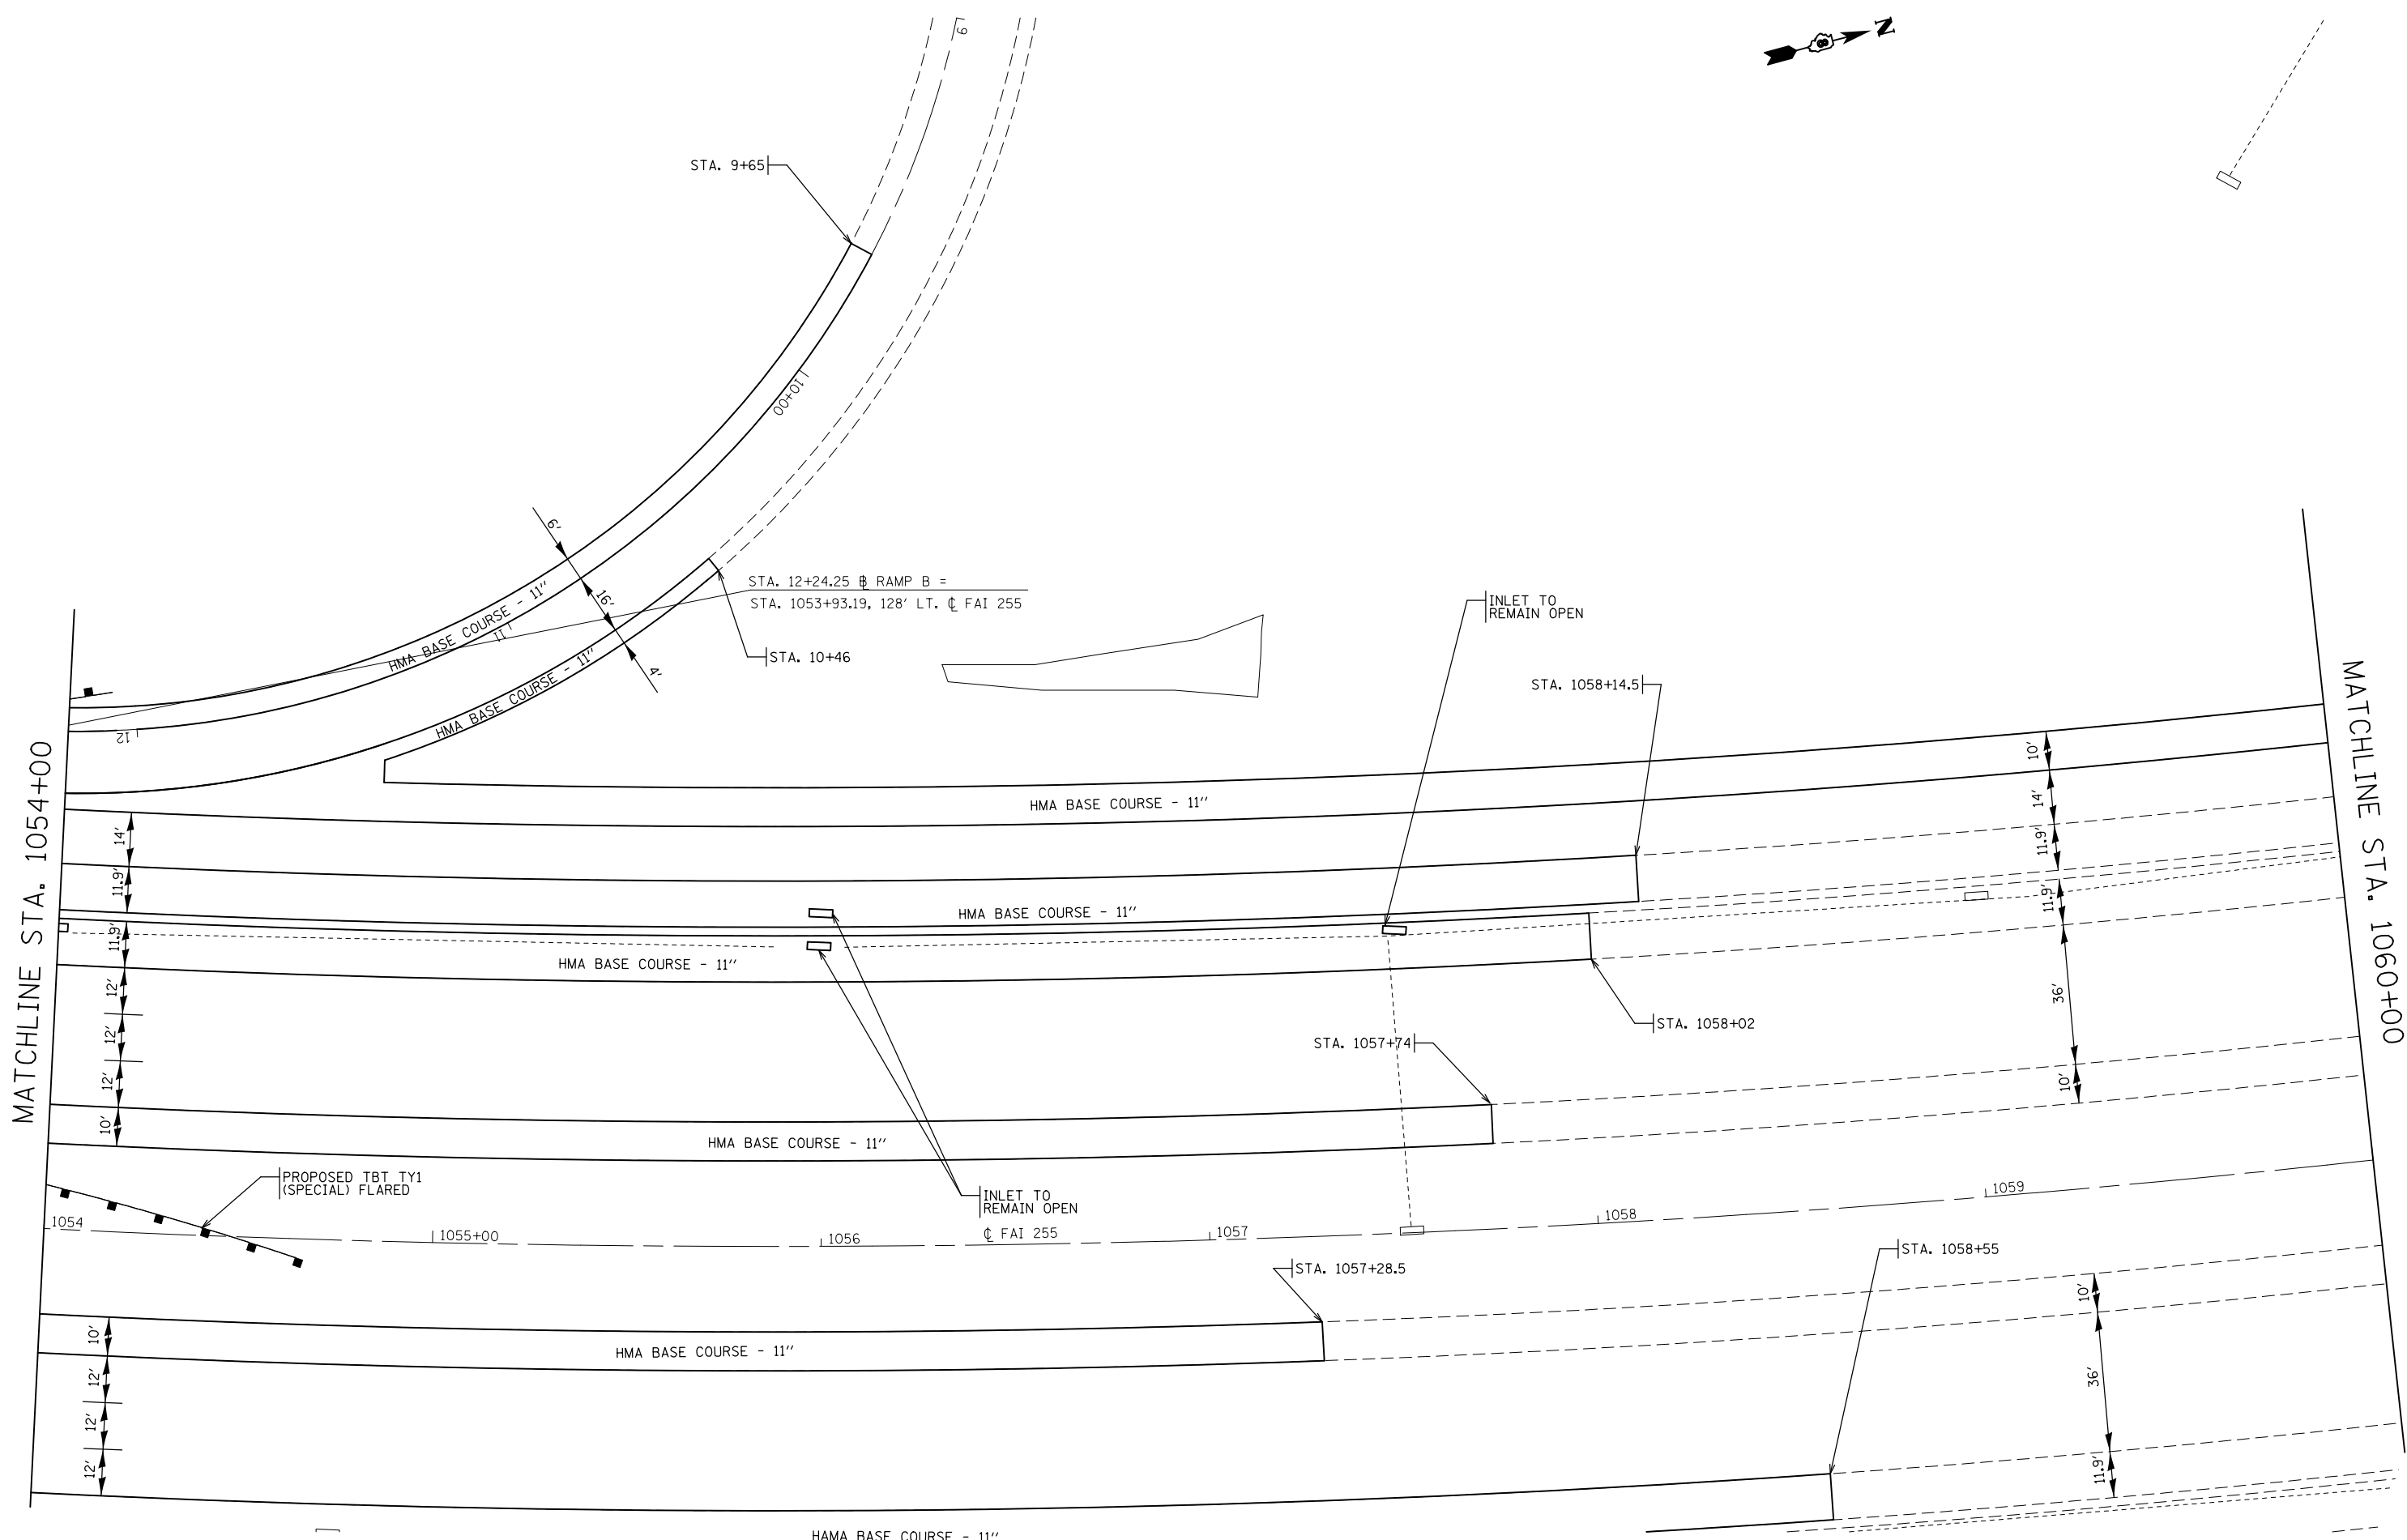 9
N
STA. 9+65
10+00
6'
HMA BASE COURSE - 11"
16'
STA. 12+24.25 ⅊ RAMP B =
STA. 1053+93.19, 128' LT. ℄ FAI 255
11
INLET TO
REMAIN OPEN
HMA BASE COURSE - 11"
STA. 10+46
4'
STA. 1058+14.5
12
10'
14'
11.9'
11.9'
36'
10'
MATCHLINE STA. 1060+00
HMA BASE COURSE - 11"
MATCHLINE STA. 1054+00
14'
11.9'
11.9'
12'
12'
12'
10'
HMA BASE COURSE - 11"
HMA BASE COURSE - 11"
STA. 1058+02
STA. 1057+74
HMA BASE COURSE - 11"
PROPOSED TBT TY1
(SPECIAL) FLARED
INLET TO
REMAIN OPEN
1054
1055+00
1056
℄ FAI 255
1057
1058
1059
STA. 1058+55
STA. 1057+28.5
10'
12'
12'
12'
HMA BASE COURSE - 11"
10'
36'
11.9'
HAMA BASE COURSE - 11"